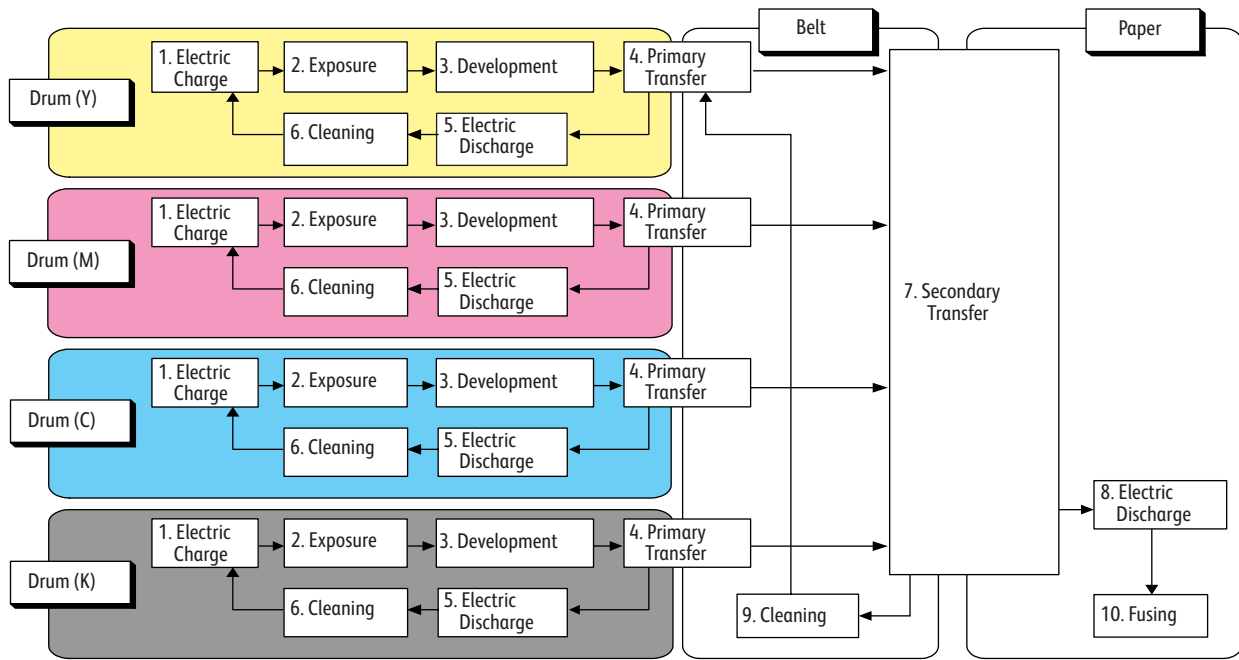 Belt
Paper
Drum (Y)
1. Electric
Charge
2. Exposure
3. Development
4. Primary
Transfer
6. Cleaning
5. Electric
Discharge
Drum (M)
1. Electric
Charge
2. Exposure
3. Development
4. Primary
Transfer
6. Cleaning
5. Electric
Discharge
7. Secondary
Transfer
Drum (C)
1. Electric
Charge
2. Exposure
3. Development
4. Primary
Transfer
6. Cleaning
5. Electric
Discharge
8. Electric
Discharge
Drum (K)
1. Electric
Charge
2. Exposure
3. Development
4. Primary
Transfer
6. Cleaning
5. Electric
Discharge
9. Cleaning
10. Fusing